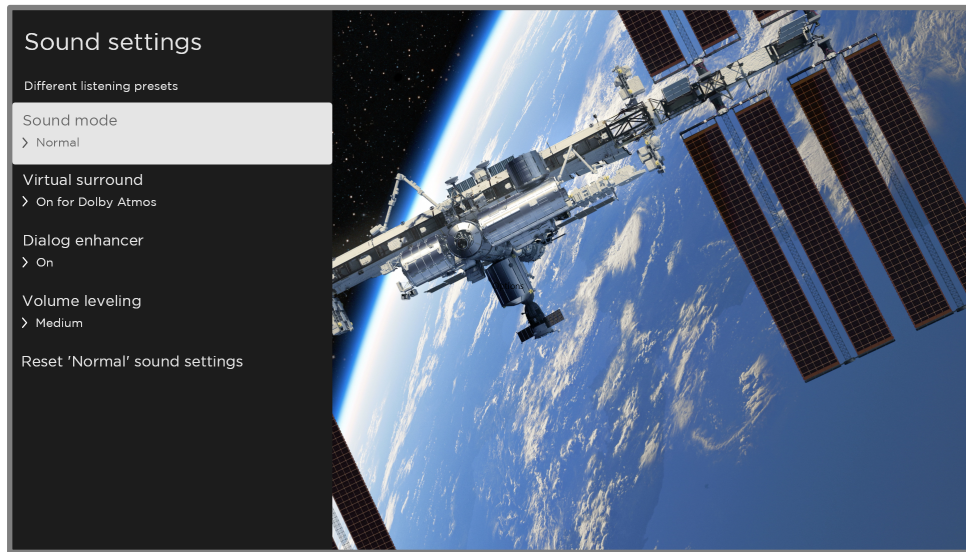 Sound settings
Different listening presets
Sound mode
Normal
Virtual surround
On for Dolby Atmos
Dialog enhancer
On
Volume leveling
Medium
Reset 'Normal' sound settings